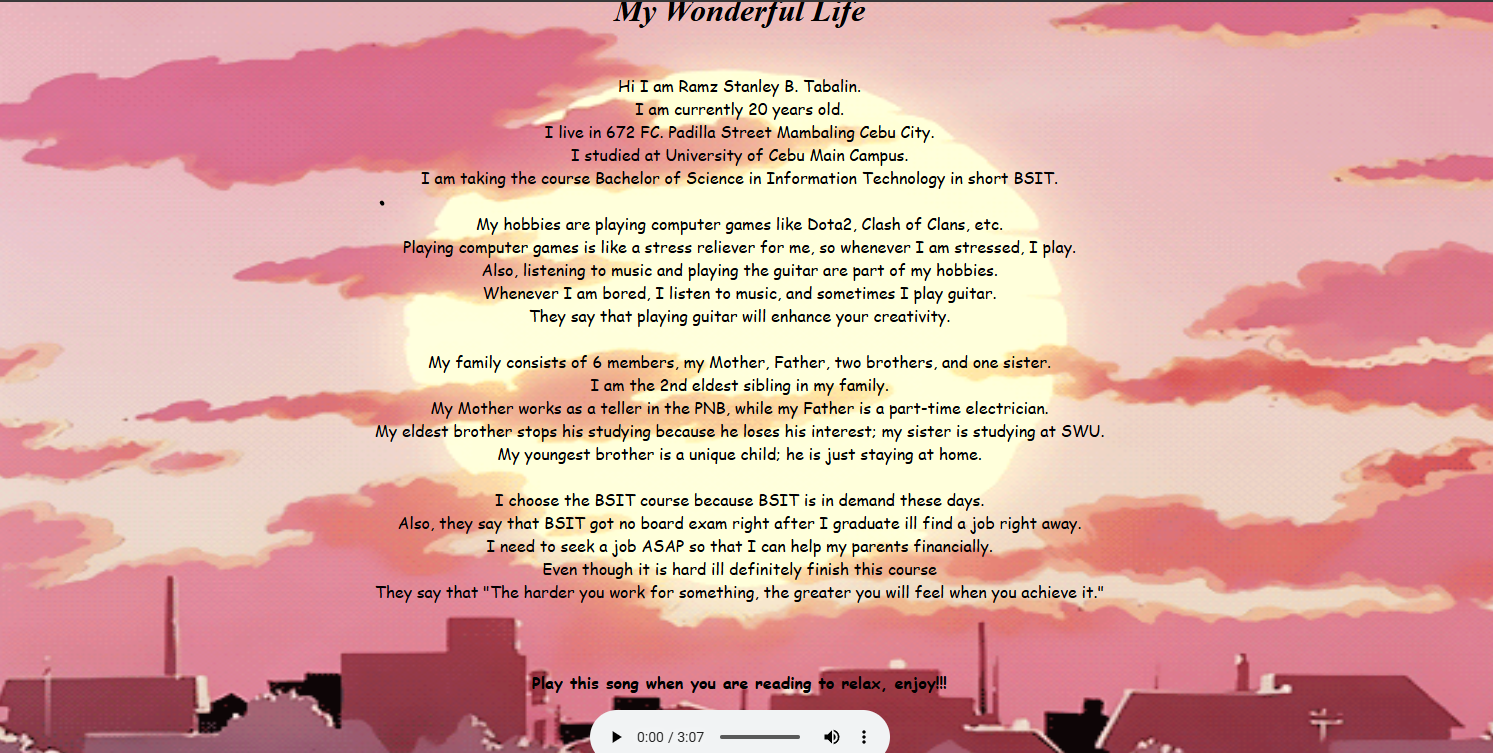 My Wonderful Life
Hi I am Ramz Stanley B. Tabalin.
I am currently 20 years old.
I live in 672 FC. Padilla Street Mambaling Cebu City.
I studied at University of Cebu Main Campus.
I am taking the course Bachelor of Science in Information Technology in short BSIT.
My hobbies are playing computer games like Dota2, Clash of Clans, etc.
Playing computer games is like a stress reliever for me, so whenever I am stressed, I play.
Also, listening to music and playing the guitar are part of my hobbies.
Whenever I am bored, I listen to music, and sometimes I play guitar.
They say that playing guitar will enhance your creativity.
My family consists of 6 members, my Mother, Father, two brothers, and one sister.
I am the 2nd eldest sibling in my family.
My Mother works as a teller in the PNB, while my Father is a part-time electrician.
My eldest brother stops his studying because he loses his interest; my sister is studying at SWU.
My youngest brother is a unique child; he is just staying at home.
I choose the BSIT course because BSIT is in demand these days.
Also, they say that BSIT got no board exam right after I graduate ill find a job right away.
I need to seek a job ASAP so that I can help my parents financially.
Even though it is hard ill definitely finish this course
They say that "The harder you work for something, the greater you will feel when you achieve it."
Play this song when you are reading to relax, enjoy!!!
0:00 / 3:07